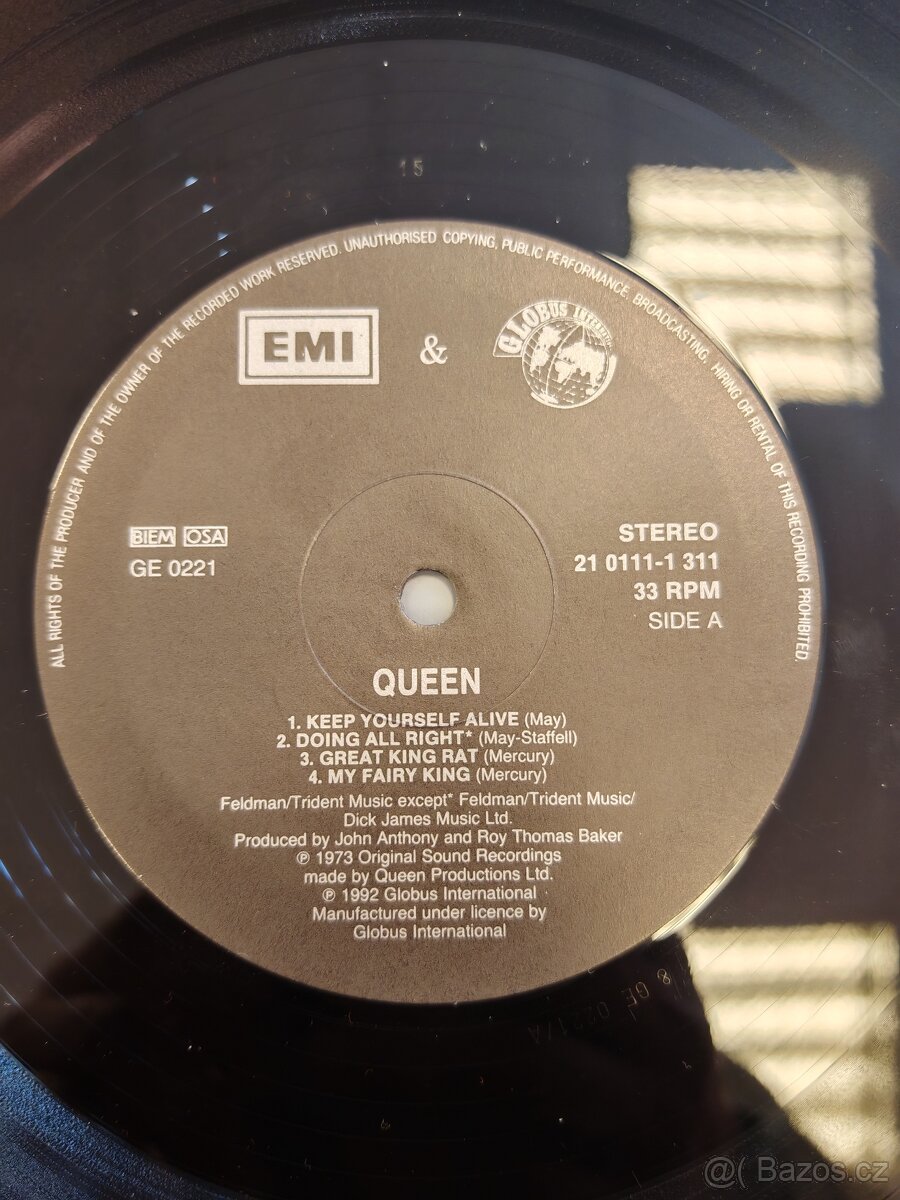 15
ALL RIGHTS OF THE PRODUCER AND OF THE OWNER OF THE RECORDED WORK RESERVED. UNAUTHORISED COPYING, PUBLIC PERFORMANCE, BROADCASTING, HIRING OR RENTAL OF THIS RECORDING PROHIBITED.
EMI & GLOBUS
BIEM OSA
GE 0221
STEREO
21 0111-1 311
33 RPM
SIDE A
QUEEN
1. KEEP YOURSELF ALIVE (May)
2. DOING ALL RIGHT* (May-Staffell)
3. GREAT KING RAT (Mercury)
4. MY FAIRY KING (Mercury)
Feldman/Trident Music except* Feldman/Trident Music/
Dick James Music Ltd.
Produced by John Anthony and Roy Thomas Baker
℗ 1973 Original Sound Recordings
made by Queen Productions Ltd.
℗ 1992 Globus International
Manufactured under licence by
Globus International
GE 0221/A
@( Bazos.cz